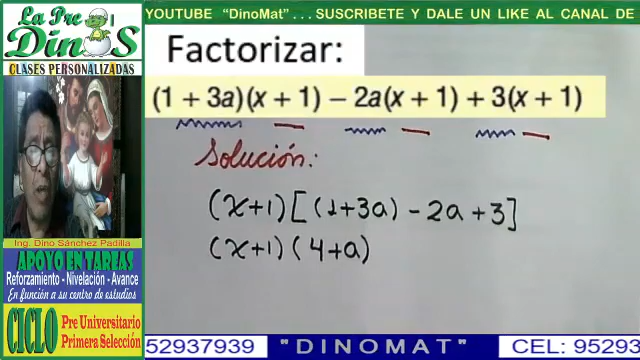 La Pre
DinoS
CLASES PERSONALIZADAS
YOUTUBE "DinoMat" . . . SUSCRIBETE Y DALE UN LIKE AL CANAL DE
Factorizar:
(1 + 3a)(x + 1) − 2a(x + 1) + 3(x + 1)
Solución:
(x+1) [(1+3a) - 2a + 3]
(x+1) (4+a)
Ing. Dino Sánchez Padilla
APOYO EN TAREAS
Reforzamiento - Nivelación - Avance
En función a su centro de estudios
CICLO Pre Universitario
Primera Selección
52937939 "DINOMAT" CEL: 95293